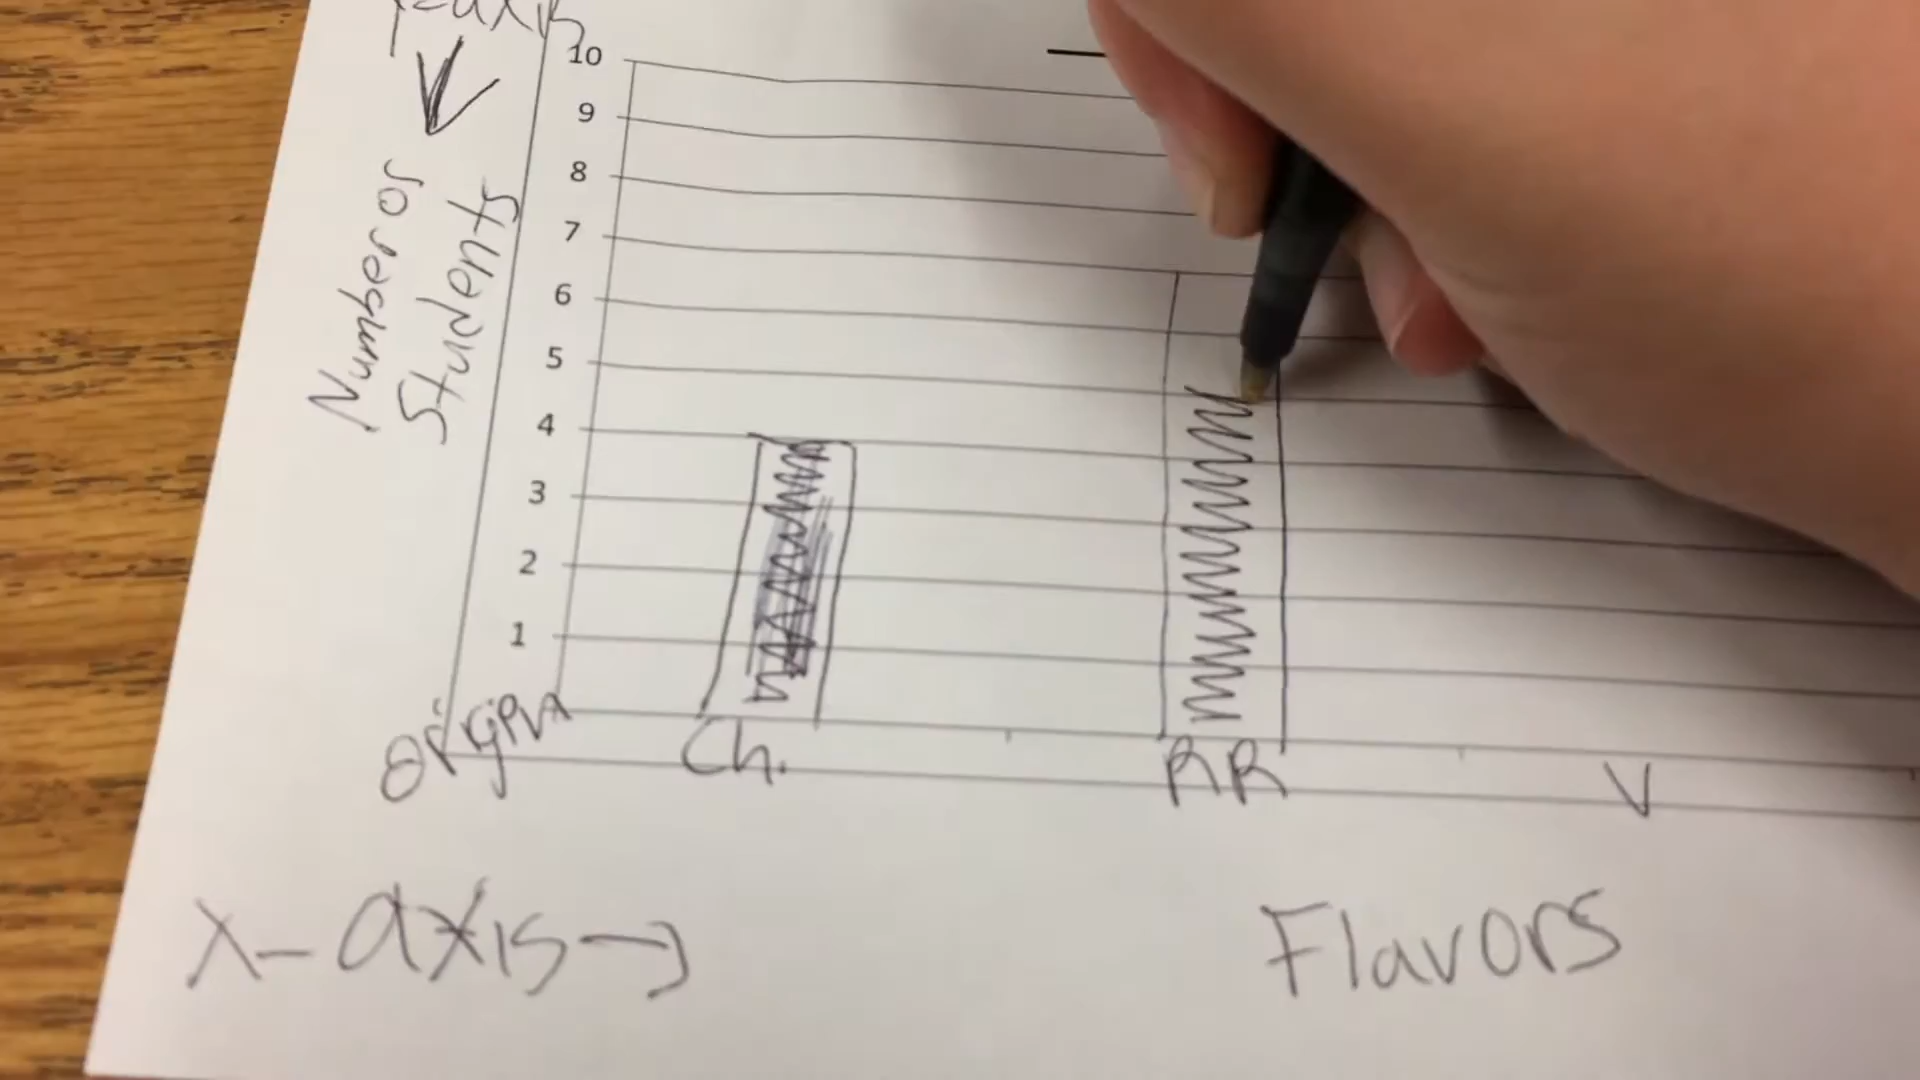 Y-axis
Number of
Students
10
9
8
7
6
5
4
3
2
1
Origin
Ch.
RR
V
X-axis
Flavors